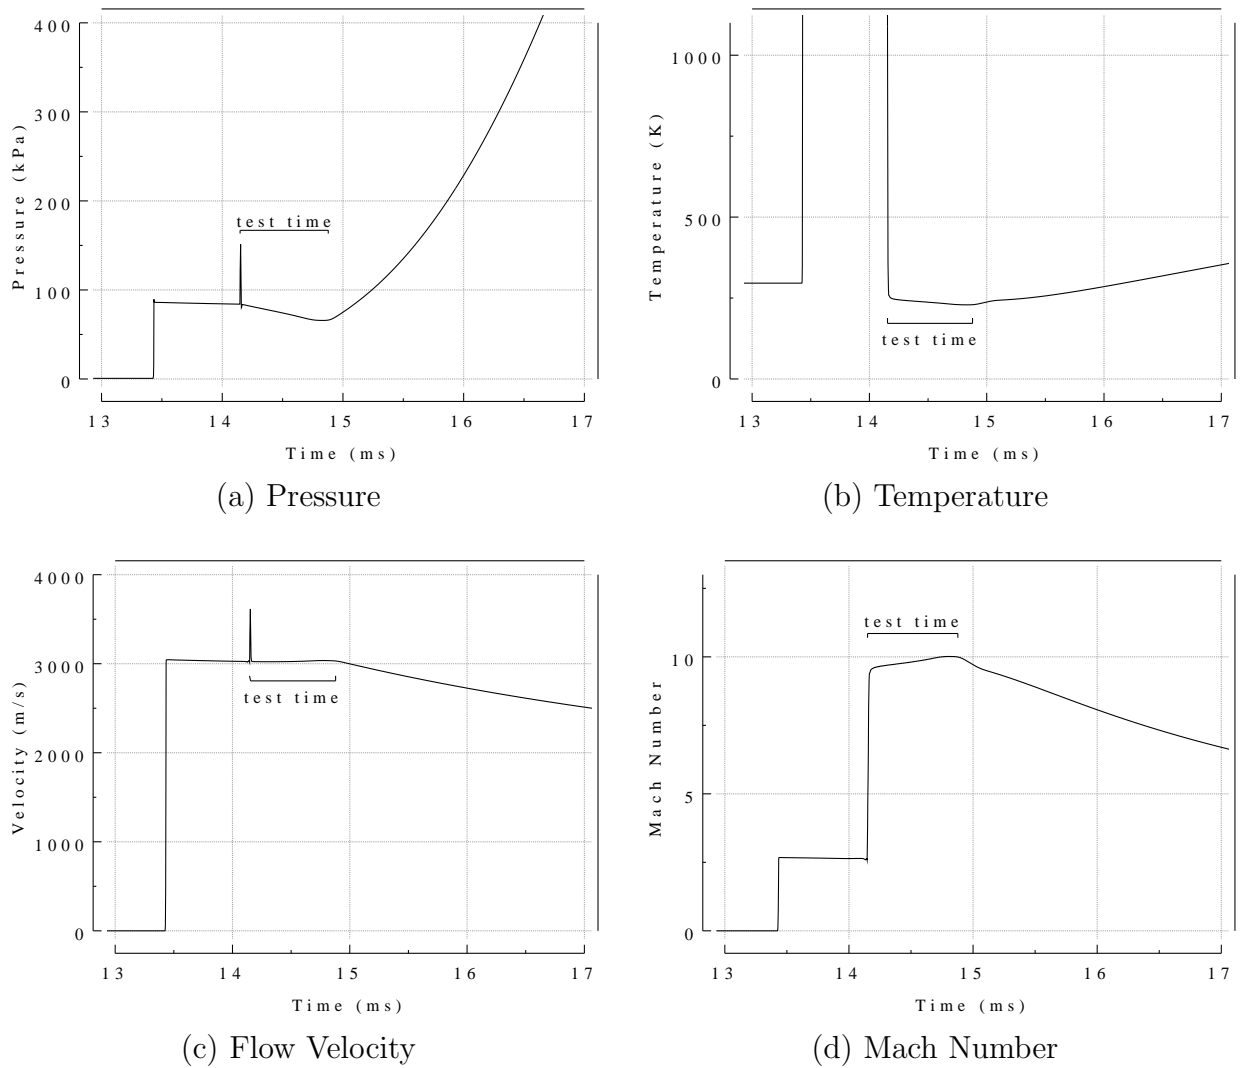 400
300
200
100
0
Pressure (kPa)
test time
13 14 15 16 17
Time (ms)
(a) Pressure
1000
500
0
Temperature (K)
test time
13 14 15 16 17
Time (ms)
(b) Temperature
4000
3000
2000
1000
0
Velocity (m/s)
test time
13 14 15 16 17
Time (ms)
(c) Flow Velocity
10
5
0
Mach Number
test time
13 14 15 16 17
Time (ms)
(d) Mach Number